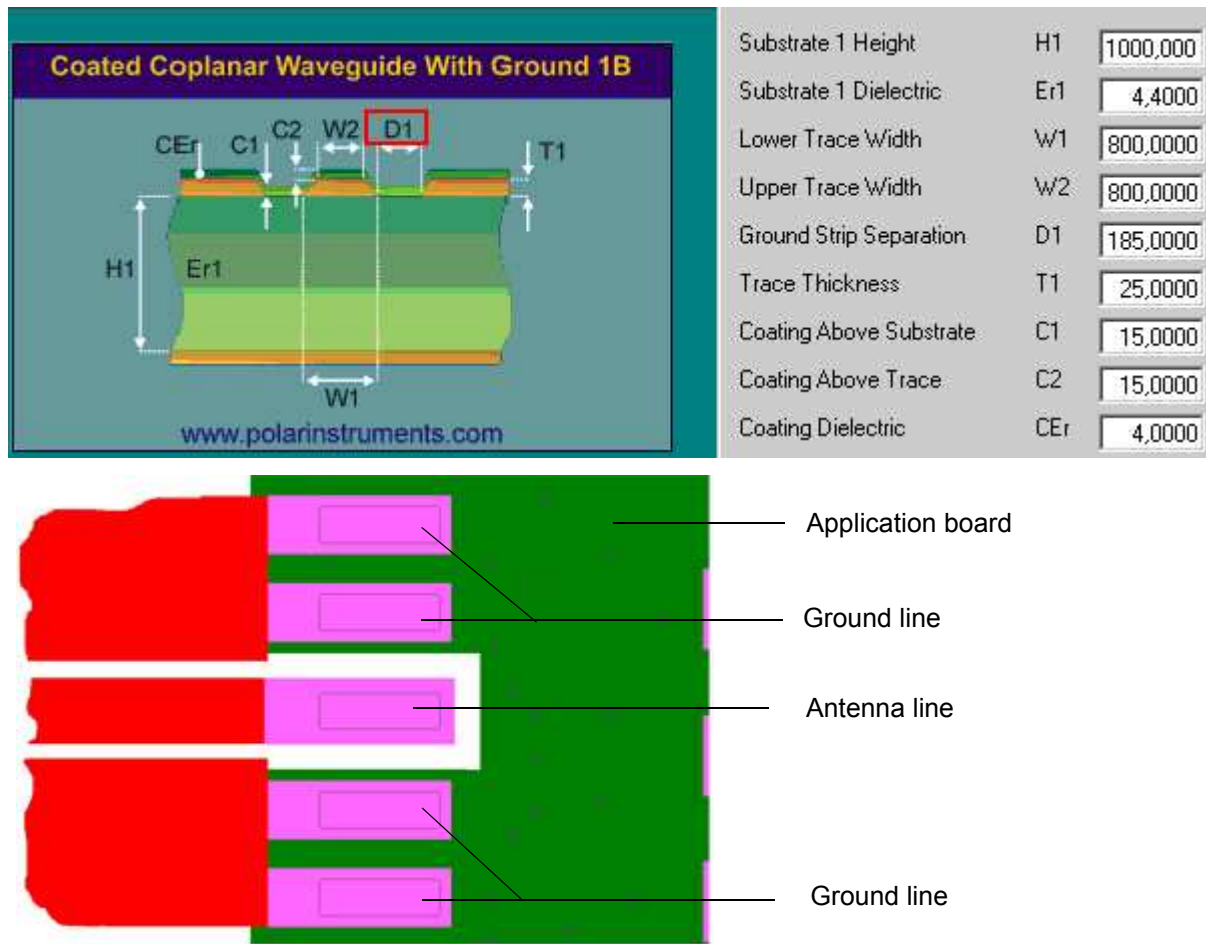 Coated Coplanar Waveguide With Ground 1B
CEr C1 C2 W2 D1 T1
H1 Er1
W1
www.polarinstruments.com
Substrate 1 Height H1 1000,000
Substrate 1 Dielectric Er1 4,4000
Lower Trace Width W1 800,0000
Upper Trace Width W2 800,0000
Ground Strip Separation D1 185,0000
Trace Thickness T1 25,0000
Coating Above Substrate C1 15,0000
Coating Above Trace C2 15,0000
Coating Dielectric CEr 4,0000
Application board
Ground line
Antenna line
Ground line